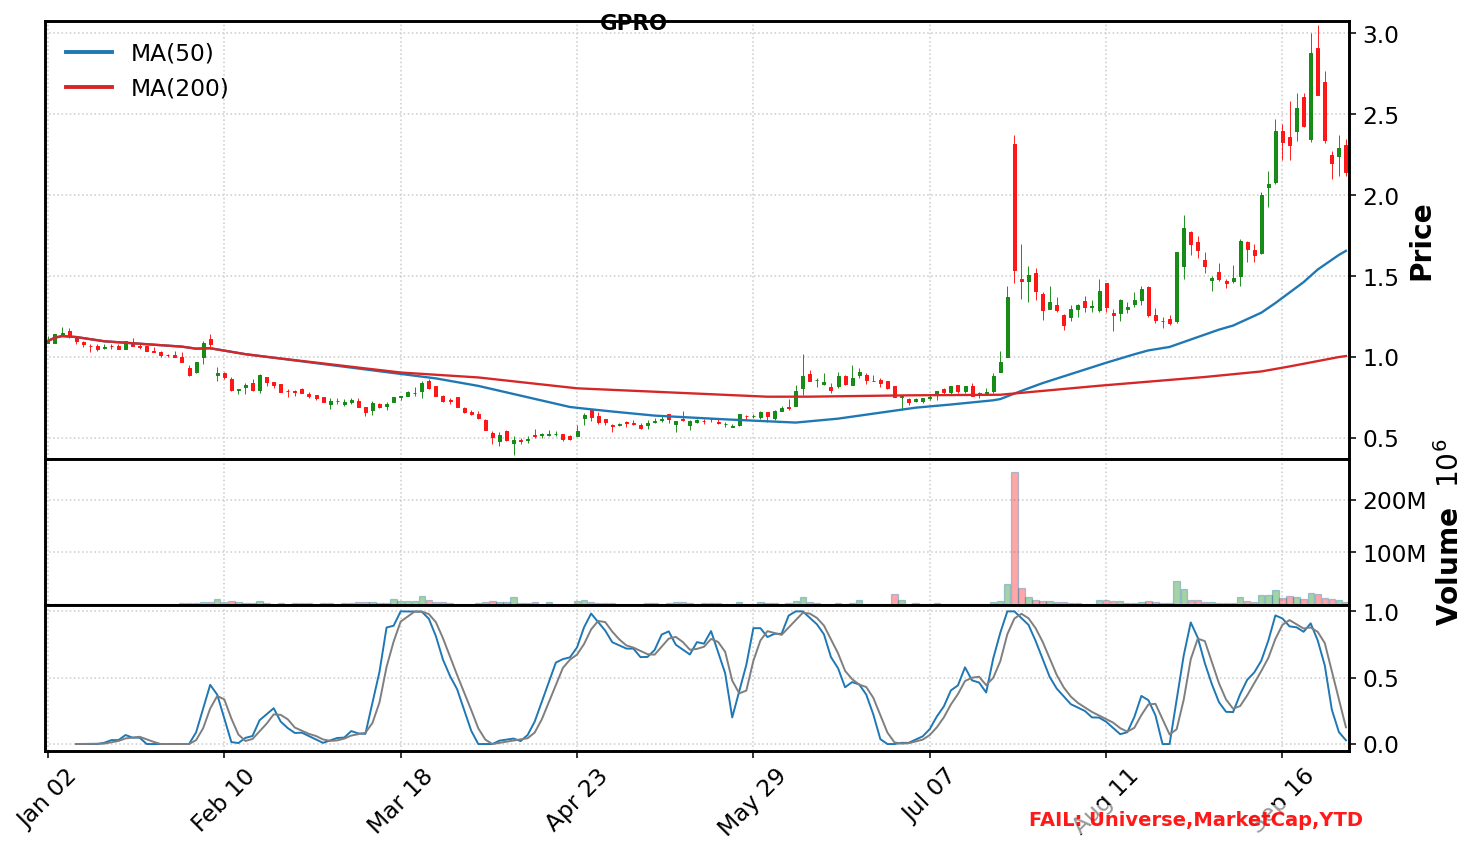 GPRO
MA(50)
MA(200)
3.0
2.5
2.0
1.5
1.0
0.5
Price
10^6
200M
100M
Volume
1.0
0.5
0.0
Jan 02
Feb 10
Mar 18
Apr 23
May 29
Jul 07
Aug 11
Sep 16
FAIL: Universe,MarketCap,YTD